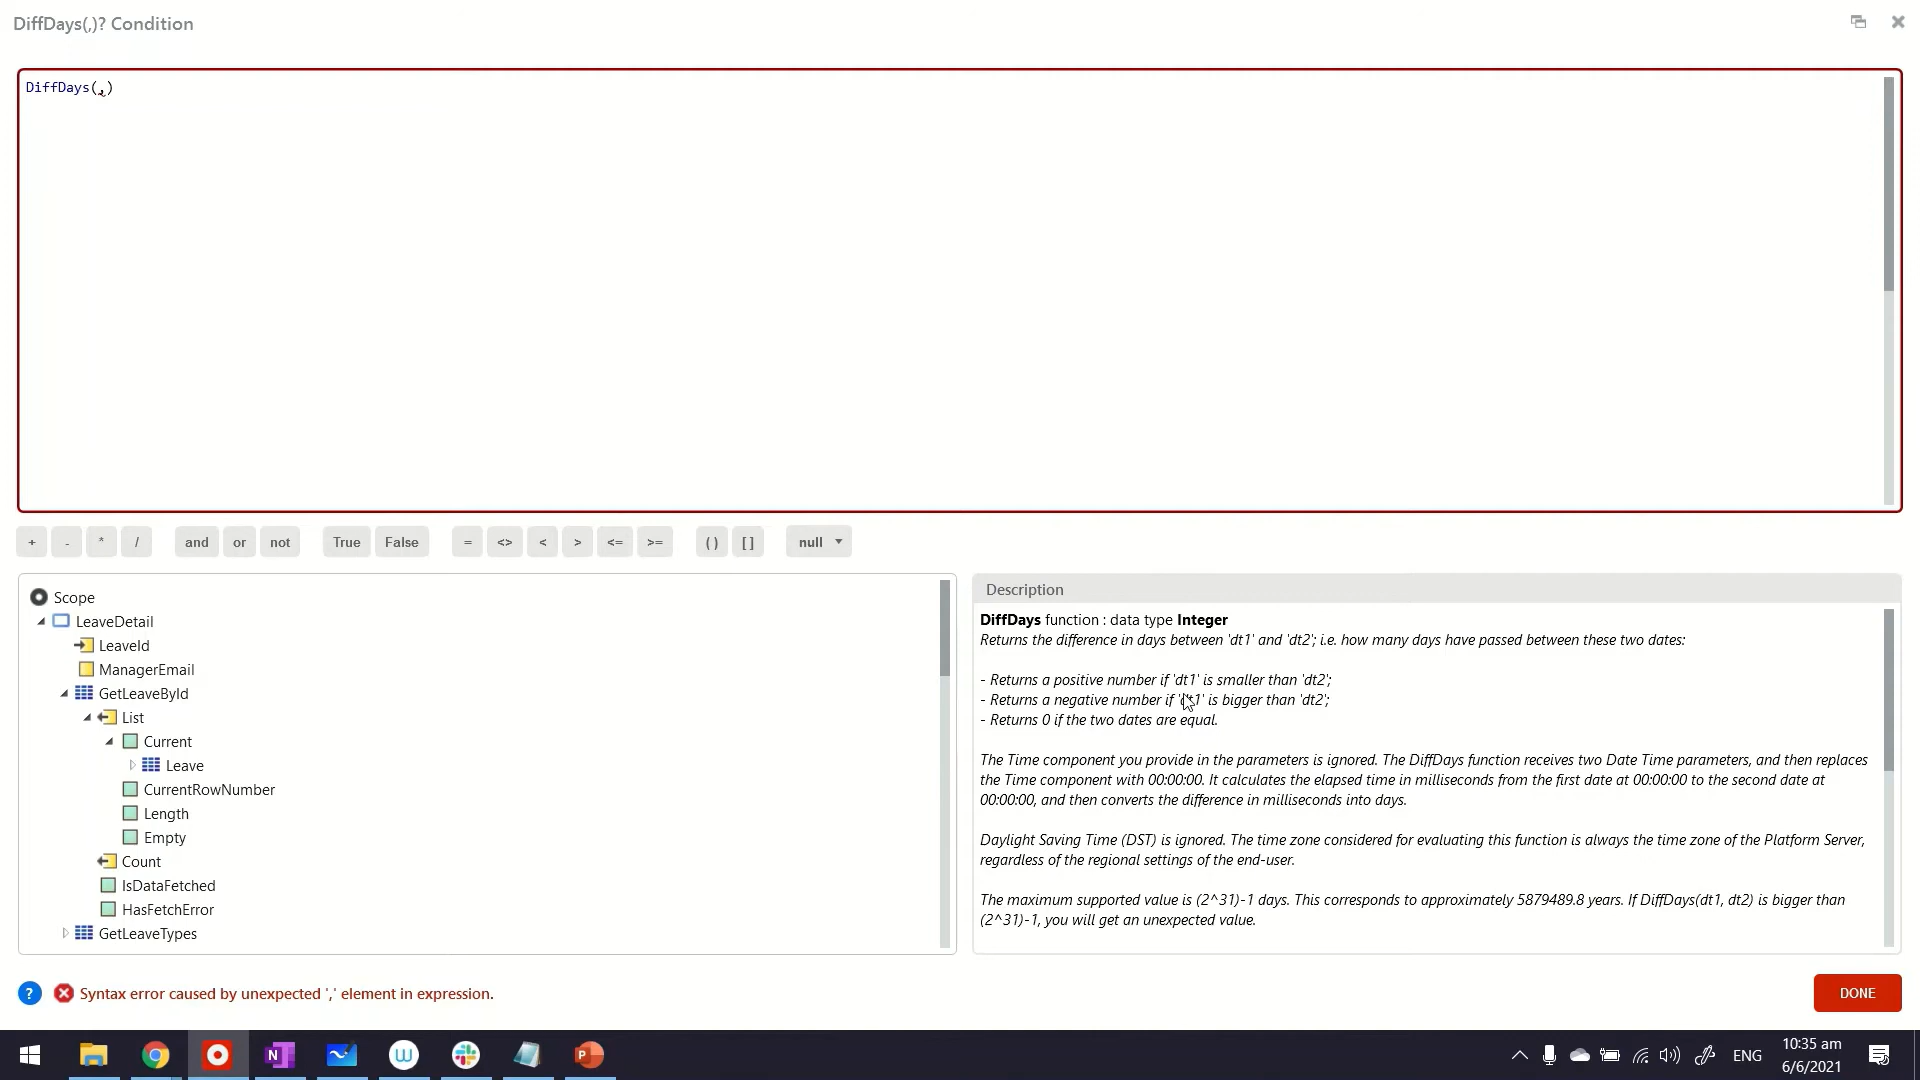 DiffDays(,)? Condition
DiffDays(,)
+ - * / and or not True False = <> < > <= >= ( ) [ ] null
Scope
LeaveDetail
LeaveId
ManagerEmail
GetLeaveById
List
Current
Leave
CurrentRowNumber
Length
Empty
Count
IsDataFetched
HasFetchError
GetLeaveTypes
Description
DiffDays function : data type Integer
Returns the difference in days between 'dt1' and 'dt2'; i.e. how many days have passed between these two dates:
- Returns a positive number if 'dt1' is smaller than 'dt2';
- Returns a negative number if 'dt1' is bigger than 'dt2';
- Returns 0 if the two dates are equal.
The Time component you provide in the parameters is ignored. The DiffDays function receives two Date Time parameters, and then replaces
the Time component with 00:00:00. It calculates the elapsed time in milliseconds from the first date at 00:00:00 to the second date at
00:00:00, and then converts the difference in milliseconds into days.
Daylight Saving Time (DST) is ignored. The time zone considered for evaluating this function is always the time zone of the Platform Server,
regardless of the regional settings of the end-user.
The maximum supported value is (2^31)-1 days. This corresponds to approximately 5879489.8 years. If DiffDays(dt1, dt2) is bigger than
(2^31)-1, you will get an unexpected value.
? Syntax error caused by unexpected ',' element in expression.
DONE
N W P ENG 10:35 am
6/6/2021